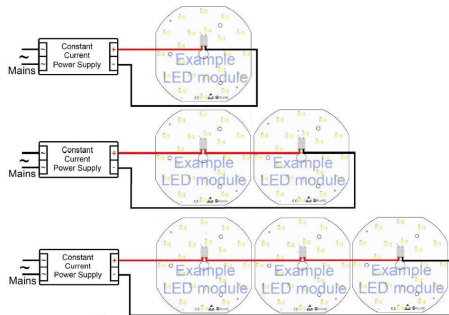 Constant
Current
Power Supply
~
~
+
-
~
Mains
Example
LED module
Constant
Current
Power Supply
~
~
+
-
~
Mains
Example
LED module
Example
LED module
Constant
Current
Power Supply
~
~
+
-
~
Mains
Example
LED module
Example
LED module
Example
LED module